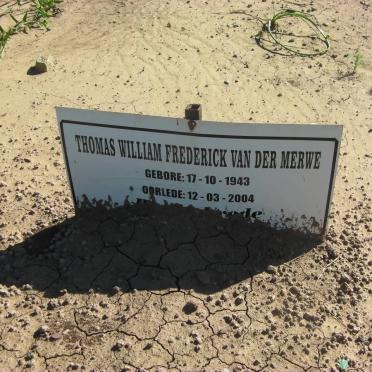 THOMAS WILLIAM FREDERICK VAN DER MERWE
GEBORE: 17 - 10 - 1943
OORLEDE: 12 - 03 - 2004